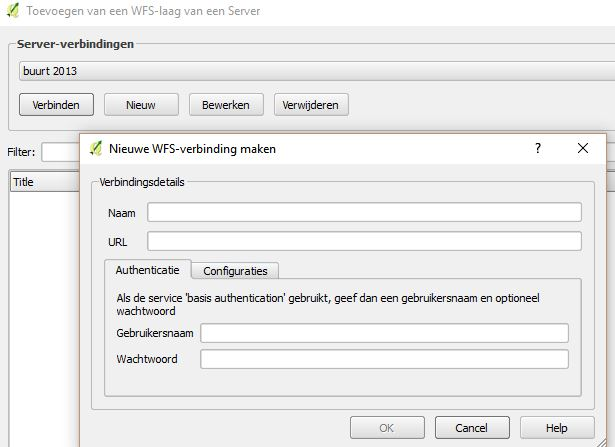 Toevoegen van een WFS-laag van een Server
Server-verbindingen
buurt 2013
Verbinden Nieuw Bewerken Verwijderen
Filter:
Title
Nieuwe WFS-verbinding maken ?
Verbindingsdetails
Naam
URL
Authenticatie Configuraties
Als de service 'basis authentication' gebruikt, geef dan een gebruikersnaam en optioneel
wachtwoord
Gebruikersnaam
Wachtwoord
OK Cancel Help